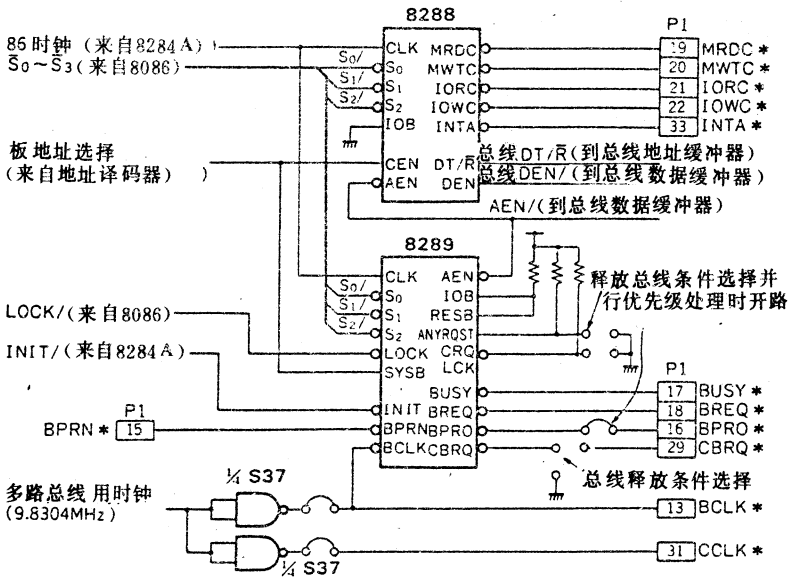 8288
P1
86时钟 (来自8284A)
CLK MRDC 19 MRDC*
S̄0~S̄3(来自8086)
S0/ S0 MWTC 20 MWTC*
S1/ S1 IORC 21 IORC*
S2/ S2 IOWC 22 IOWC*
IOB INTA 33 INTA*
板地址选择
(来自地址译码器)
CEN DT/R̄ 总线DT/R̄(到总线地址缓冲器)
AEN DEN 总线DEN/(到总线数据缓冲器)
AEN/(到总线数据缓冲器)
8289
CLK AEN
S0/ S0 IOB
S1/ S1 RESB
S2/ S2 ANYRQST
释放总线条件选择并
行优先级处理时开路
LOCK/(来自8086)
LOCK CRQ
SYSB LCK
INIT/(来自8284A)
P1
BUSY 17 BUSY*
INIT BREQ 18 BREQ*
P1
BPRN* 15 BPRN BPRO 16 BPRO*
BCLK CBRQ 29 CBRQ*
总线释放条件选择
1/4 S37
多路总线用时钟
(9.8304MHz)
13 BCLK*
31 CCLK*
1/4 S37